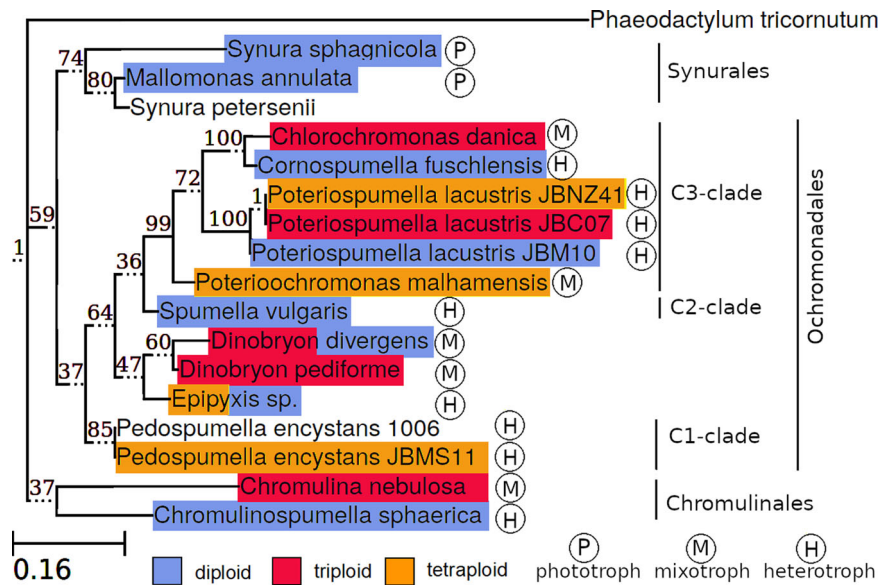 Phaeodactylum tricornutum
74 Synura sphagnicola P
80 Mallomonas annulata P Synurales
Synura petersenii
100 Chlorochromonas danica M
Cornospumella fuschlensis H
72 1 Poteriospumella lacustris JBNZ41 H C3-clade
59 99 100 Poteriospumella lacustris JBC07 H
1 36 Poteriospumella lacustris JBM10 H Ochromonadales
Poterioochromonas malhamensis M
64 Spumella vulgaris H C2-clade
60 Dinobryon divergens M
37 47 Dinobryon pediforme M
Epipyxis sp. H
85 Pedospumella encystans 1006 H C1-clade
Pedospumella encystans JBMS11 H
37 Chromulina nebulosa M Chromulinales
Chromulinospumella sphaerica H
0.16 diploid triploid tetraploid P phototroph M mixotroph H heterotroph